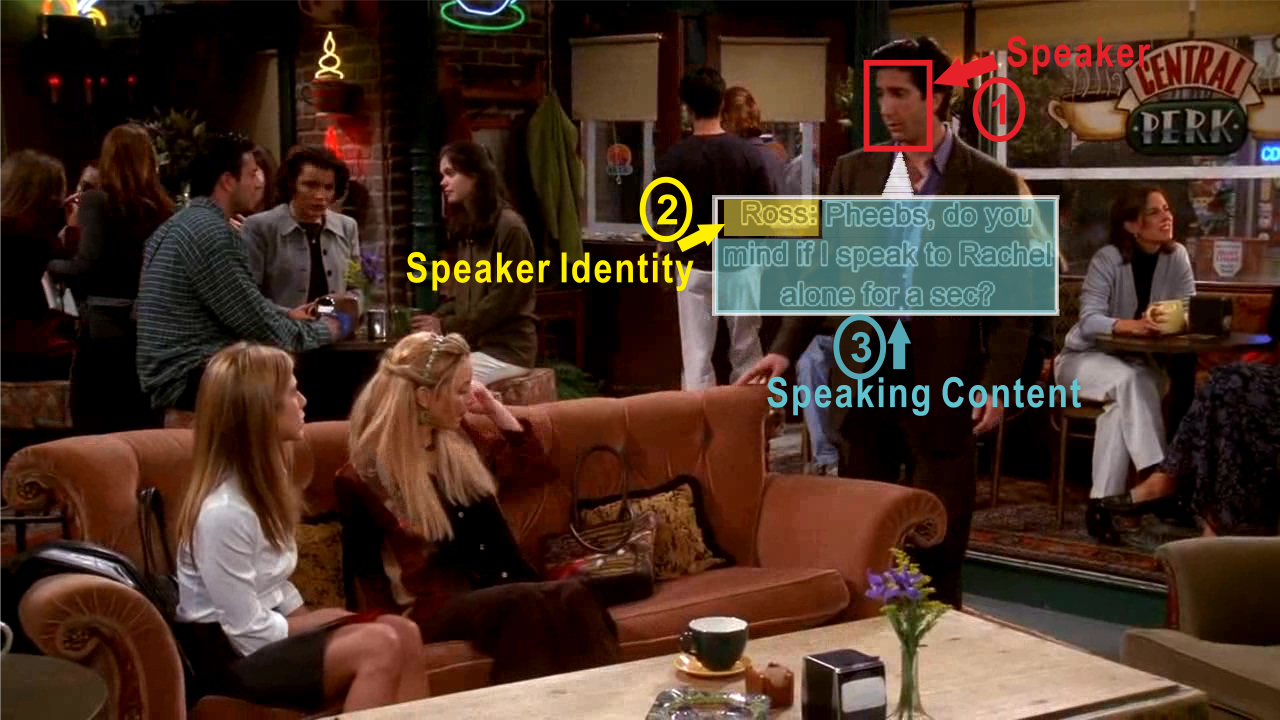 Speaker
1
CENTRAL
PERK
2
Ross: Pheebs, do you
mind if I speak to Rachel
alone for a sec?
Speaker Identity
3
Speaking Content